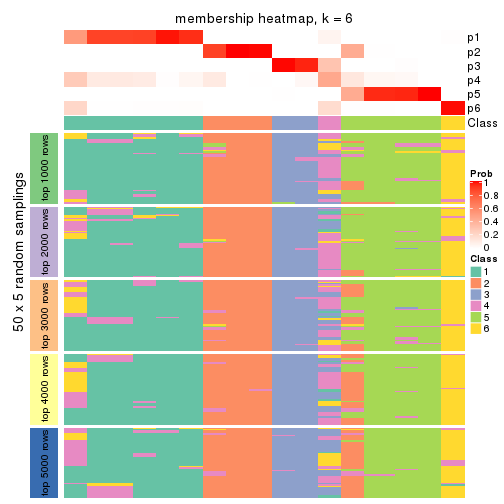 membership heatmap, k = 6
p1
p2
p3
p4
p5
p6
Class
50 x 5 random samplings
top 1000 rows
top 2000 rows
top 3000 rows
top 4000 rows
top 5000 rows
Prob
1
0.8
0.6
0.4
0.2
0
Class
1
2
3
4
5
6